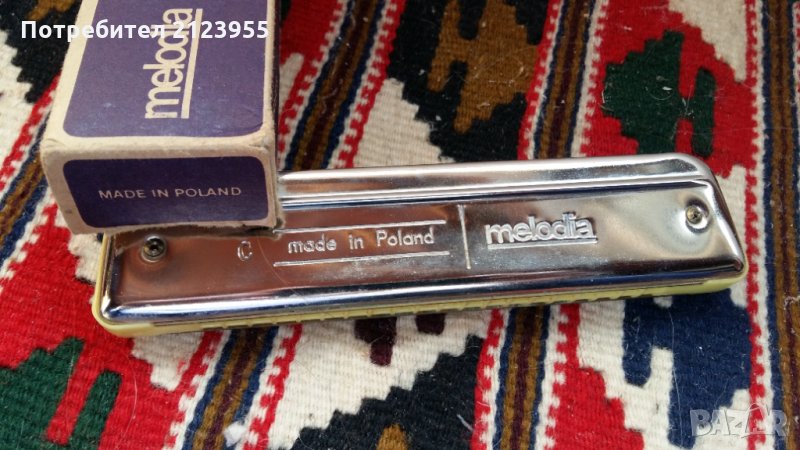 Потребител 2123955
melodia
MADE IN POLAND
C made in Poland melodia
BAZAR